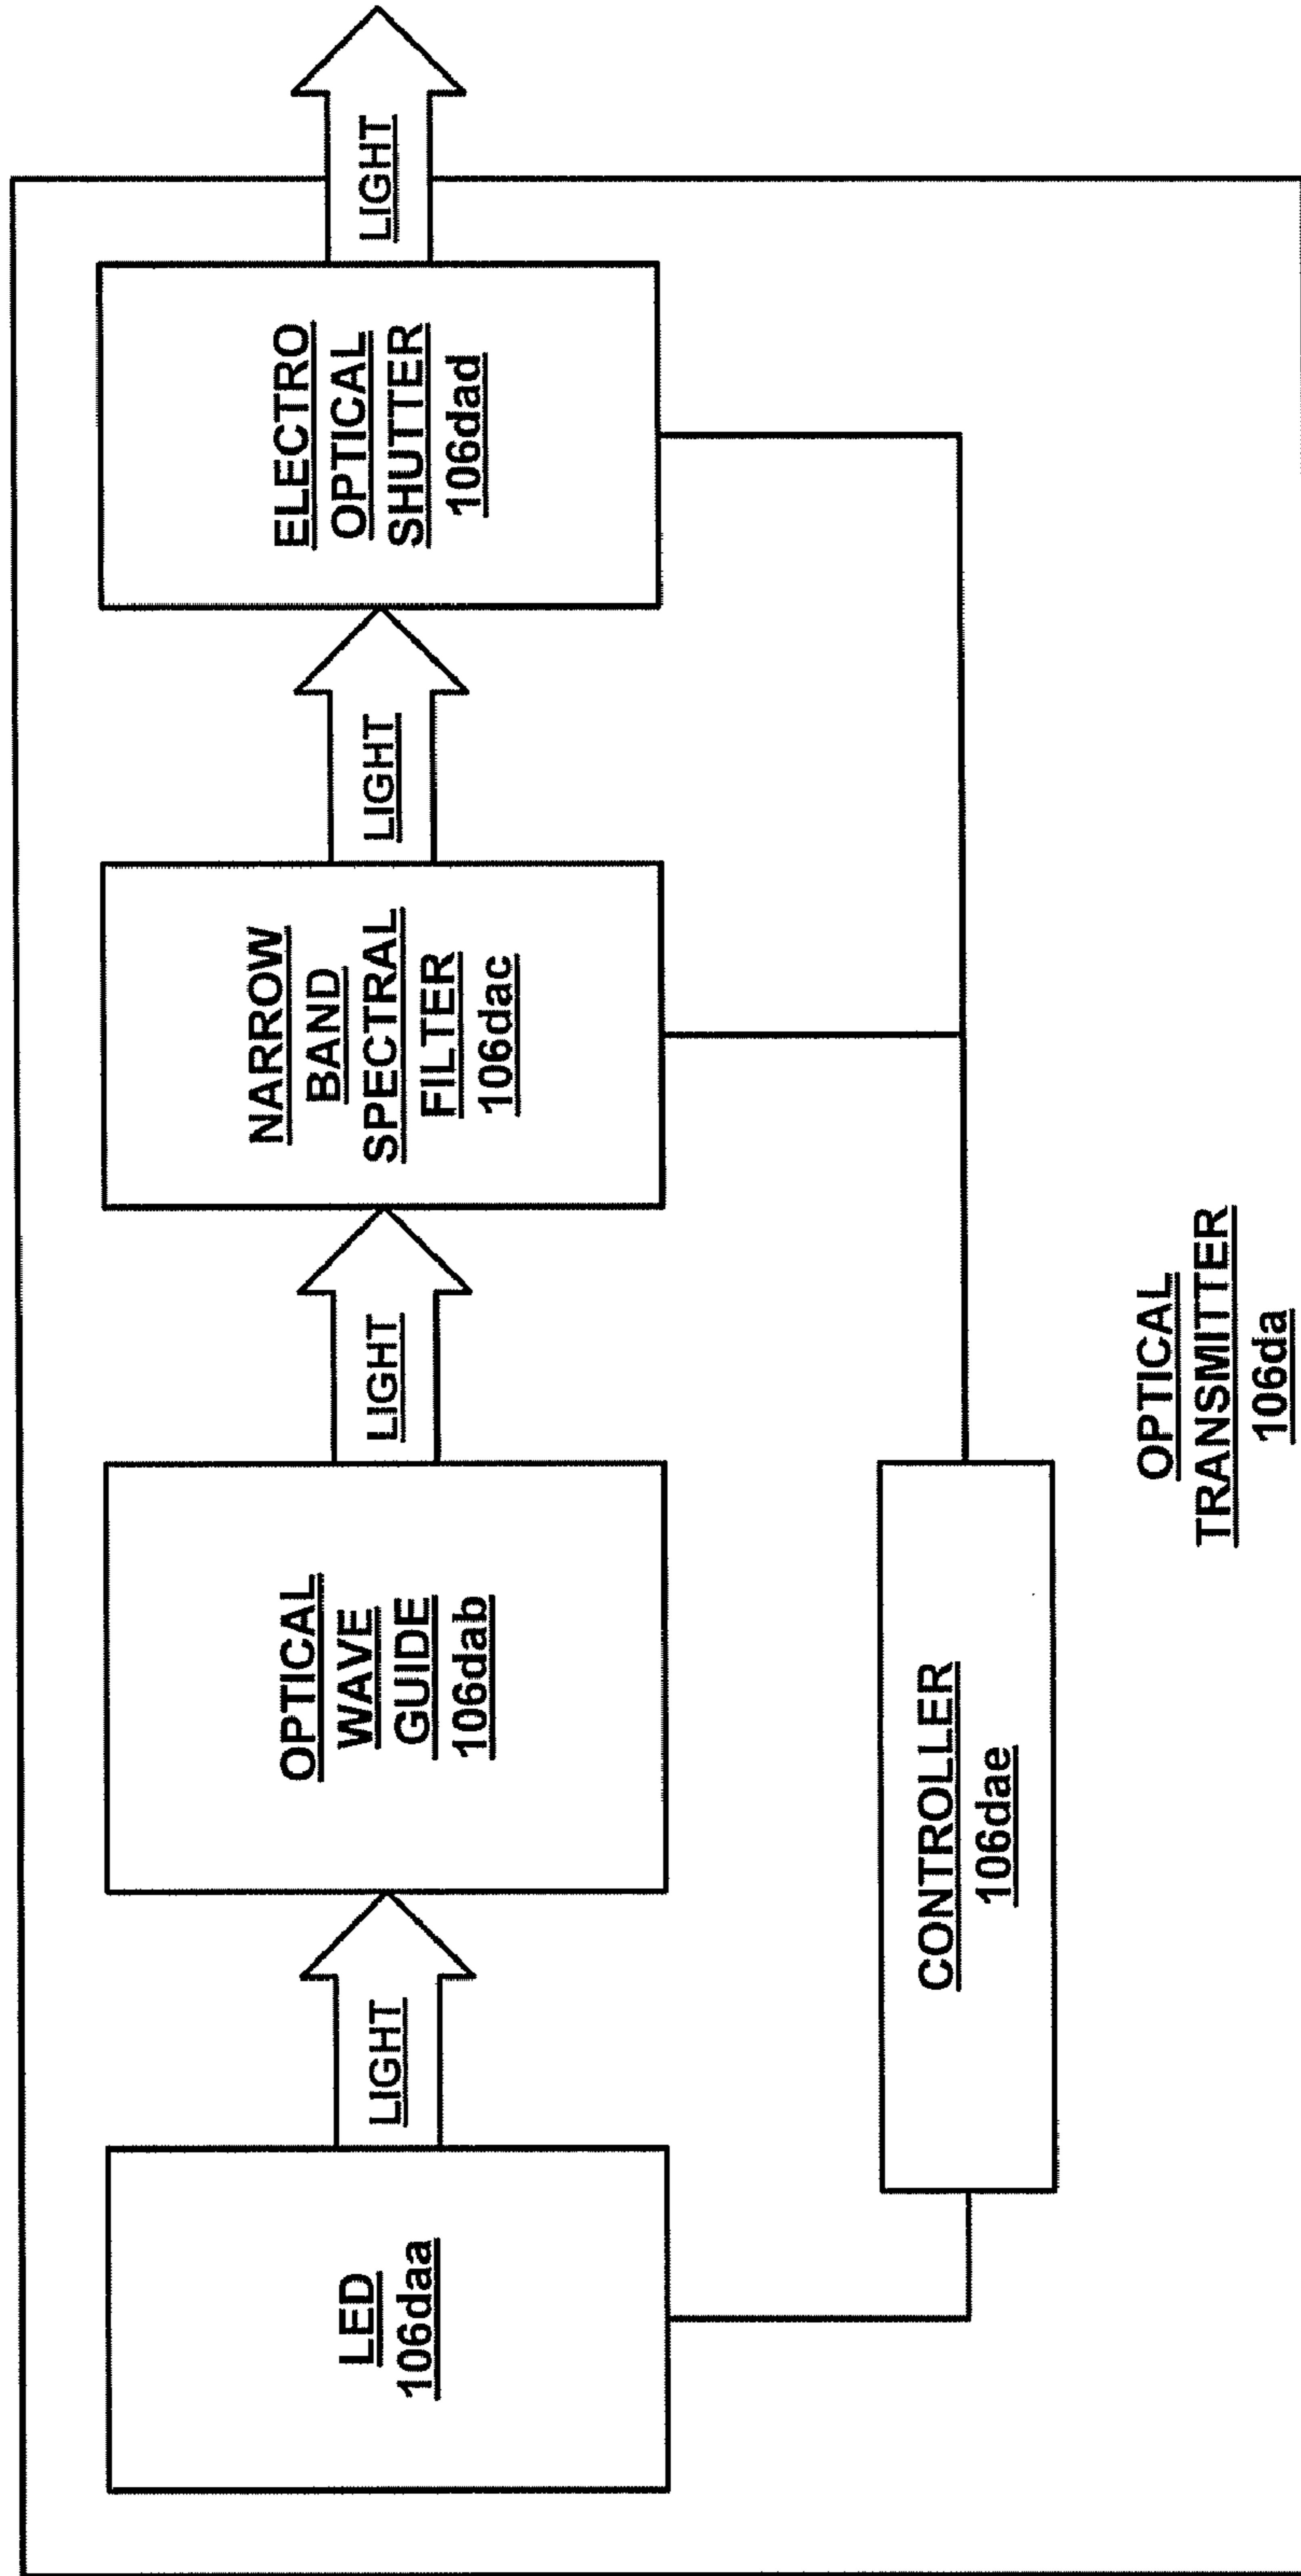 LED
106daa
LIGHT
OPTICAL
WAVE
GUIDE
106dab
LIGHT
NARROW
BAND
SPECTRAL
FILTER
106dac
LIGHT
ELECTRO
OPTICAL
SHUTTER
106dad
LIGHT
CONTROLLER
106dae
OPTICAL
TRANSMITTER
106da